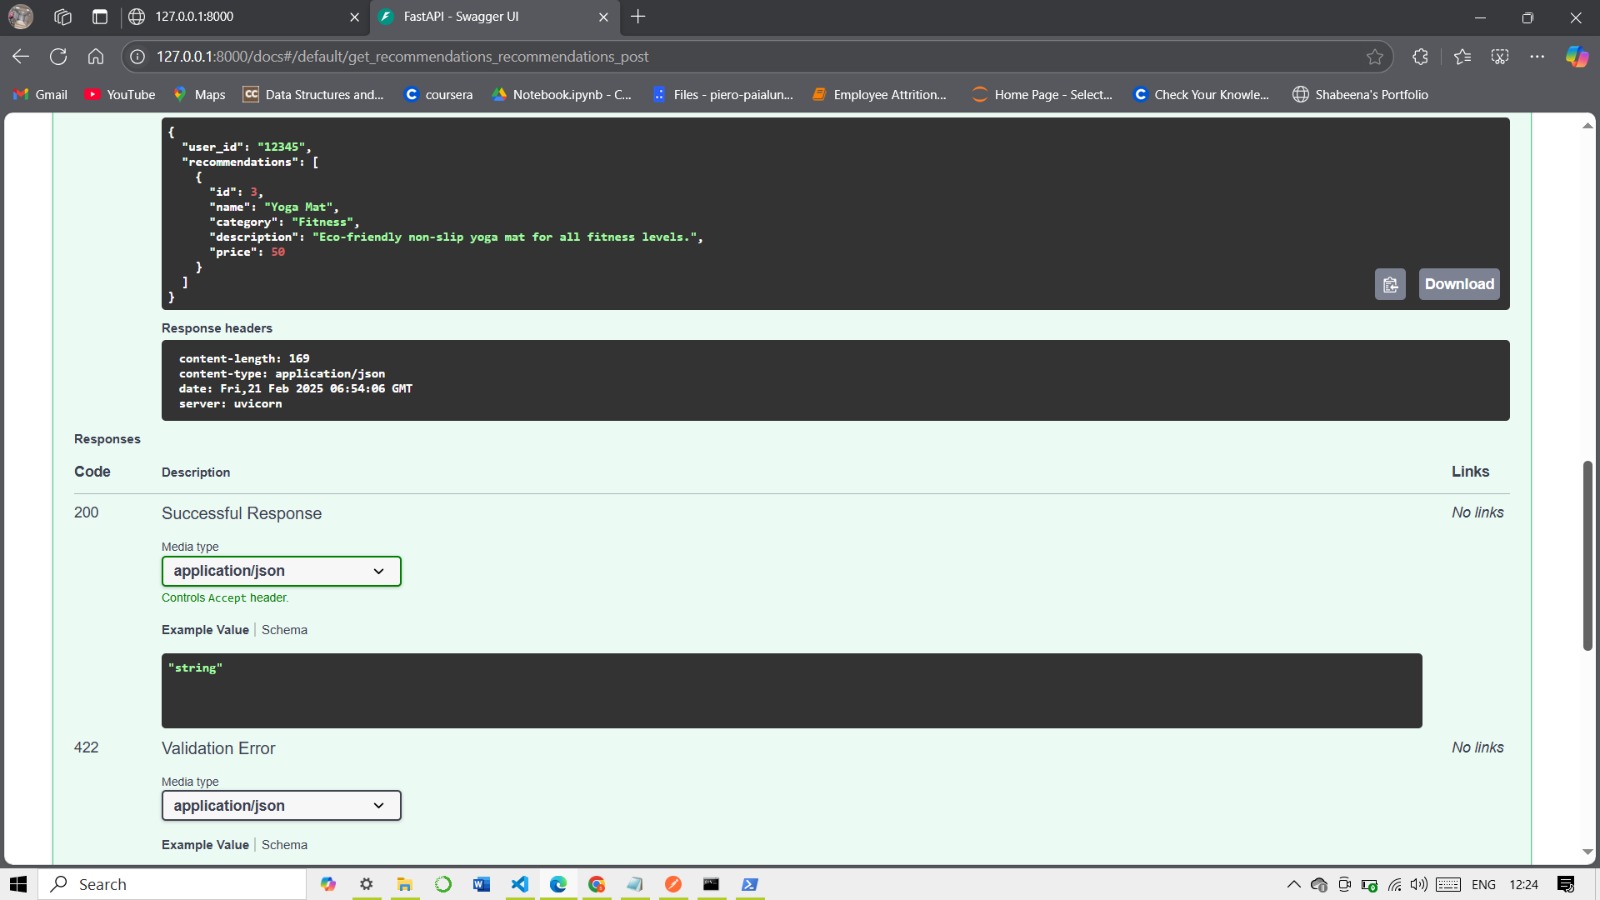 127.0.0.1:8000
FastAPI - Swagger UI
127.0.0.1:8000/docs#/default/get_recommendations_recommendations_post
Gmail
YouTube
Maps
Data Structures and...
coursera
Notebook.ipynb - C...
Files - piero-paialun...
Employee Attrition...
Home Page - Select...
Check Your Knowle...
Shabeena's Portfolio
{
"user_id": "12345",
"recommendations": [
{
"id": 3,
"name": "Yoga Mat",
"category": "Fitness",
"description": "Eco-friendly non-slip yoga mat for all fitness levels.",
"price": 50
}
]
}
Download
Response headers
content-length: 169
content-type: application/json
date: Fri,21 Feb 2025 06:54:06 GMT
server: uvicorn
Responses
Code Description Links
200 Successful Response No links
Media type
application/json
Controls Accept header.
Example Value | Schema
"string"
422 Validation Error No links
Media type
application/json
Example Value | Schema
Search
ENG 12:24